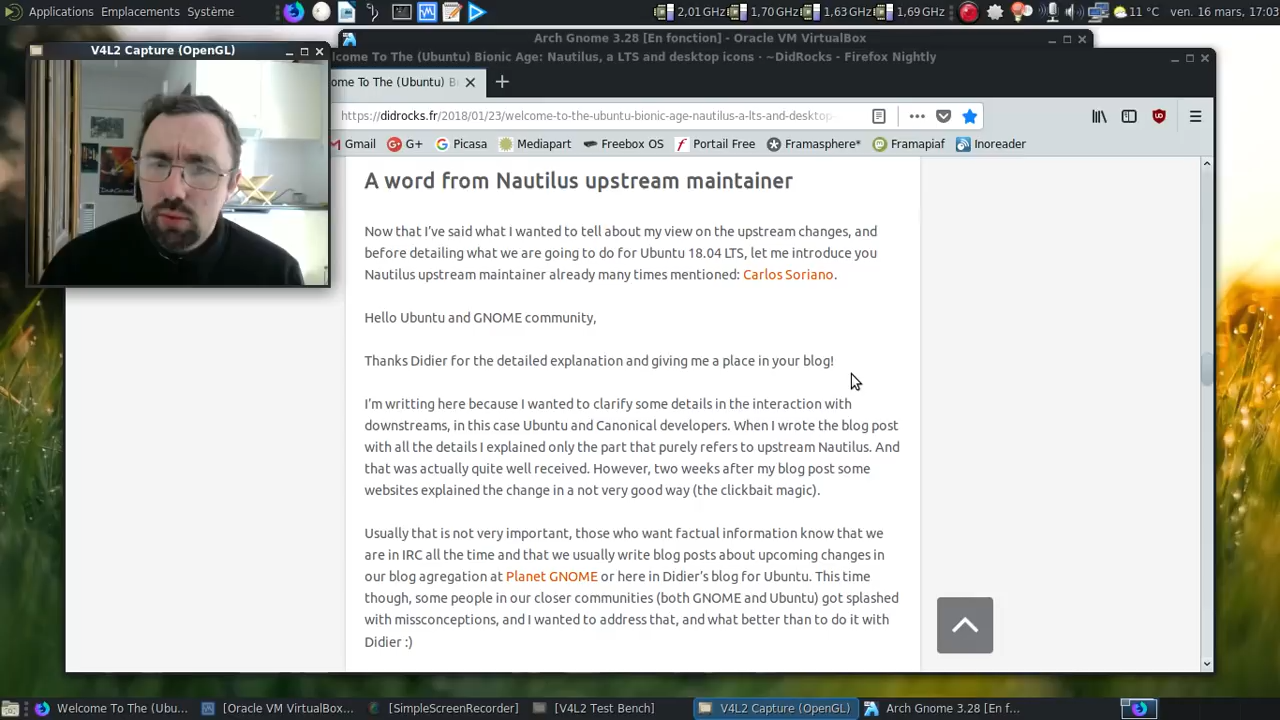 Applications Emplacements Système
2,01 GHz 1,70 GHz 1,63 GHz 1,69 GHz 11 °C ven. 16 mars, 17:03
V4L2 Capture (OpenGL)
Arch Gnome 3.28 [En fonction] - Oracle VM VirtualBox
lcome To The (Ubuntu) Bionic Age: Nautilus, a LTS and desktop icons · ~DidRocks - Firefox Nightly
ome To The (Ubuntu) B
https://didrocks.fr/2018/01/23/welcome-to-the-ubuntu-bionic-age-nautilus-a-lts-and-desktop-
Gmail G+ Picasa Mediapart Freebox OS Portail Free Framasphere* Framapiaf Inoreader
A word from Nautilus upstream maintainer
Now that I’ve said what I wanted to tell about my view on the upstream changes, and
before detailing what we are going to do for Ubuntu 18.04 LTS, let me introduce you
Nautilus upstream maintainer already many times mentioned: Carlos Soriano.
Hello Ubuntu and GNOME community,
Thanks Didier for the detailed explanation and giving me a place in your blog!
I’m writting here because I wanted to clarify some details in the interaction with
downstreams, in this case Ubuntu and Canonical developers. When I wrote the blog post
with all the details I explained only the part that purely refers to upstream Nautilus. And
that was actually quite well received. However, two weeks after my blog post some
websites explained the change in a not very good way (the clickbait magic).
Usually that is not very important, those who want factual information know that we
are in IRC all the time and that we usually write blog posts about upcoming changes in
our blog agregation at Planet GNOME or here in Didier’s blog for Ubuntu. This time
though, some people in our closer communities (both GNOME and Ubuntu) got splashed
with missconceptions, and I wanted to address that, and what better than to do it with
Didier :)
Welcome To The (Ubu... [Oracle VM VirtualBox... [SimpleScreenRecorder] [V4L2 Test Bench] V4L2 Capture (OpenGL) Arch Gnome 3.28 [En f...